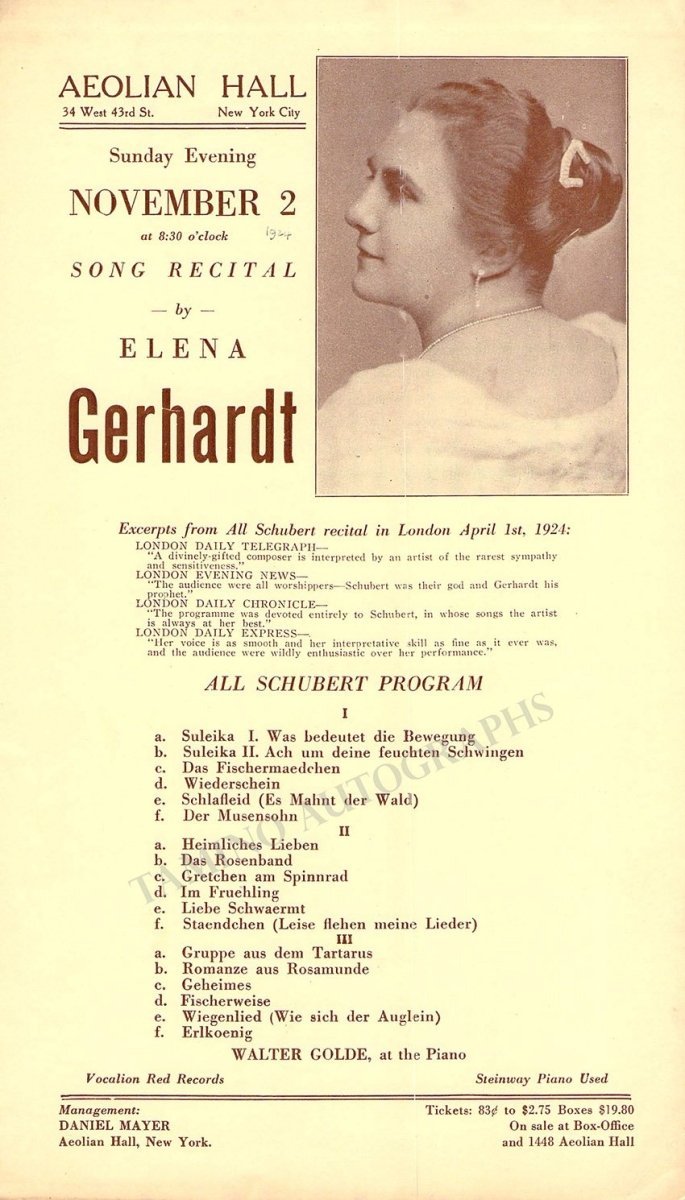 AEOLIAN HALL
34 West 43rd St. New York City
Sunday Evening
NOVEMBER 2
at 8:30 o'clock 1924
SONG RECITAL
— by —
ELENA
Gerhardt
Excerpts from All Schubert recital in London April 1st, 1924:
LONDON DAILY TELEGRAPH—
"A divinely-gifted composer is interpreted by an artist of the rarest sympathy
and sensitiveness."
LONDON EVENING NEWS—
"The audience were all worshippers—Schubert was their god and Gerhardt his
prophet."
LONDON DAILY CHRONICLE—
"The programme was devoted entirely to Schubert, in whose songs the artist
is always at her best."
LONDON DAILY EXPRESS—
"Her voice is as smooth and her interpretative skill as fine as it ever was,
and the audience were wildly enthusiastic over her performance."
ALL SCHUBERT PROGRAM
I
a. Suleika I. Was bedeutet die Bewegung
b. Suleika II. Ach um deine feuchten Schwingen
c. Das Fischermaedchen
d. Wiederschein
e. Schlafleid (Es Mahnt der Wald)
f. Der Musensohn
II
a. Heimliches Lieben
b. Das Rosenband
c. Gretchen am Spinnrad
d. Im Fruehling
e. Liebe Schwaermt
f. Staendchen (Leise flehen meine Lieder)
III
a. Gruppe aus dem Tartarus
b. Romanze aus Rosamunde
c. Geheimes
d. Fischerweise
e. Wiegenlied (Wie sich der Auglein)
f. Erlkoenig
WALTER GOLDE, at the Piano
Vocalion Red Records Steinway Piano Used
Management: Tickets: 83¢ to $2.75 Boxes $19.80
DANIEL MAYER On sale at Box-Office
Aeolian Hall, New York. and 1448 Aeolian Hall
TAMINO AUTOGRAPHS